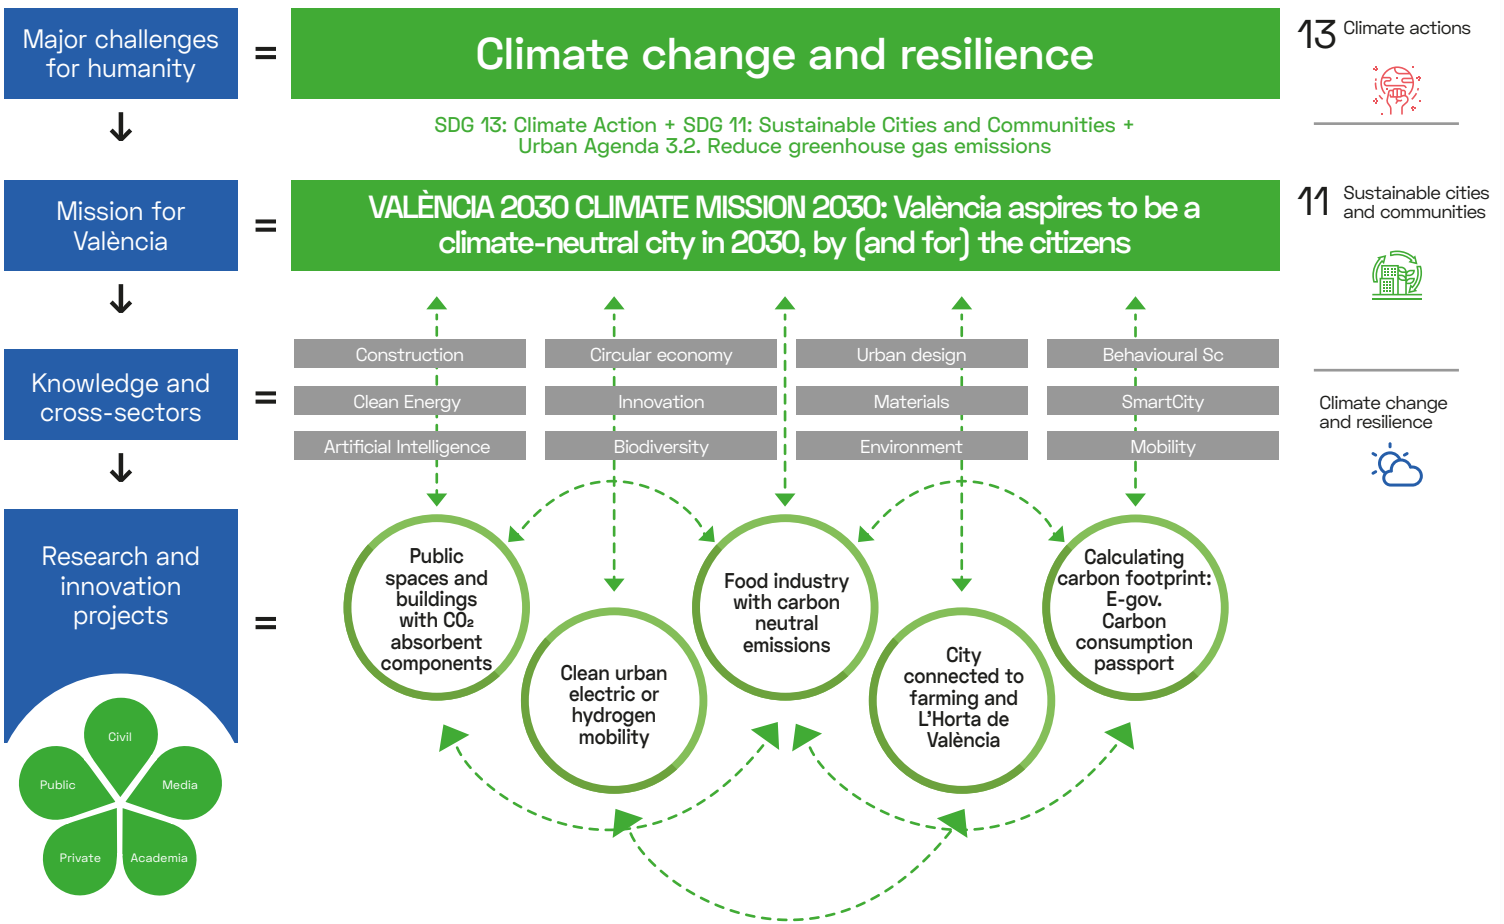 Major challenges
for humanity
=
Climate change and resilience
13 Climate actions
SDG 13: Climate Action + SDG 11: Sustainable Cities and Communities +
Urban Agenda 3.2. Reduce greenhouse gas emissions
Mission for
València
=
VALÈNCIA 2030 CLIMATE MISSION 2030: València aspires to be a
climate-neutral city in 2030, by (and for) the citizens
11 Sustainable cities
and communities
Knowledge and
cross-sectors
=
Construction
Circular economy
Urban design
Behavioural Sc
Clean Energy
Innovation
Materials
SmartCity
Artificial Intelligence
Biodiversity
Environment
Mobility
Climate change
and resilience
Research and
innovation
projects
=
Public
spaces and
buildings
with CO₂
absorbent
components
Clean urban
electric or
hydrogen
mobility
Food industry
with carbon
neutral
emissions
City
connected to
farming and
L'Horta de
València
Calculating
carbon footprint:
E-gov.
Carbon
consumption
passport
Civil
Public
Media
Private
Academia